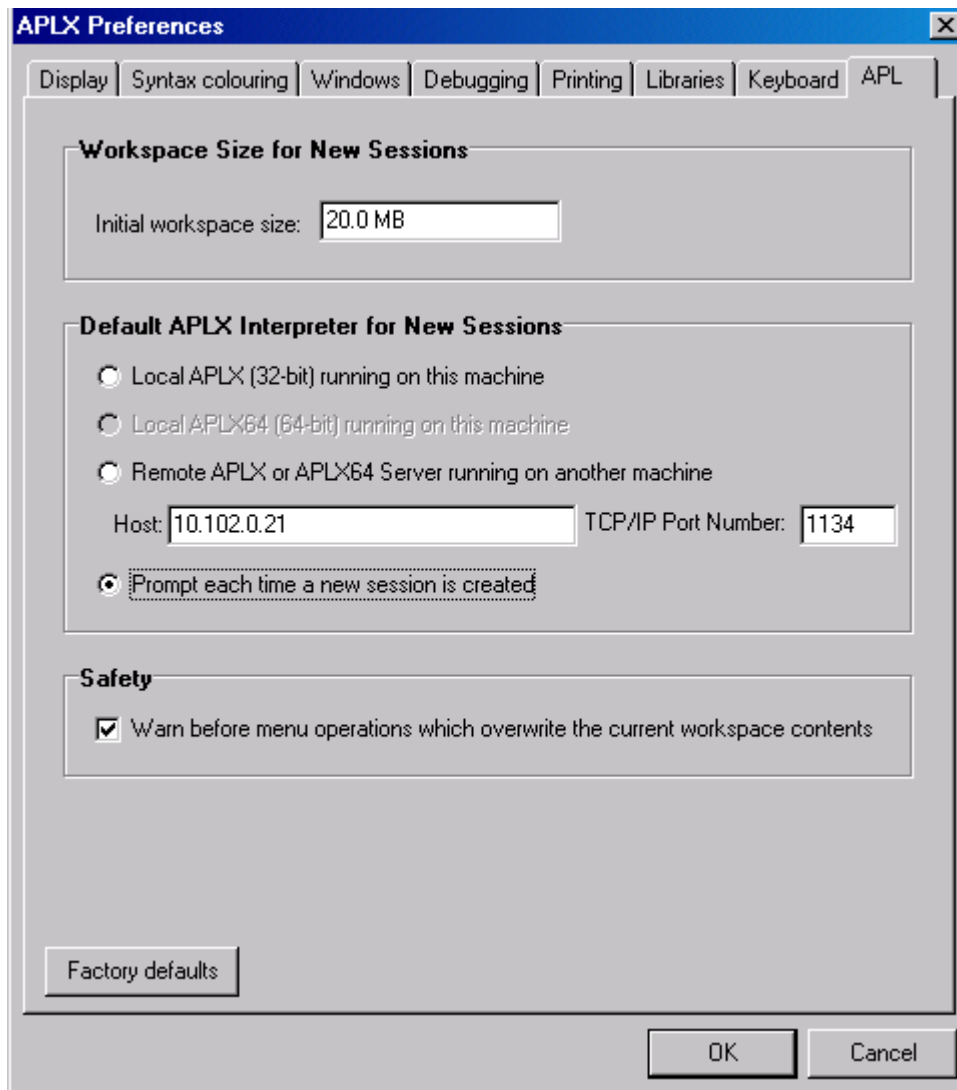 APLX Preferences
Display Syntax colouring Windows Debugging Printing Libraries Keyboard APL
Workspace Size for New Sessions
Initial workspace size: 20.0 MB
Default APLX Interpreter for New Sessions
Local APLX (32-bit) running on this machine
Local APLX64 (64-bit) running on this machine
Remote APLX or APLX64 Server running on another machine
Host: 10.102.0.21 TCP/IP Port Number: 1134
Prompt each time a new session is created
Safety
Warn before menu operations which overwrite the current workspace contents
Factory defaults
OK Cancel